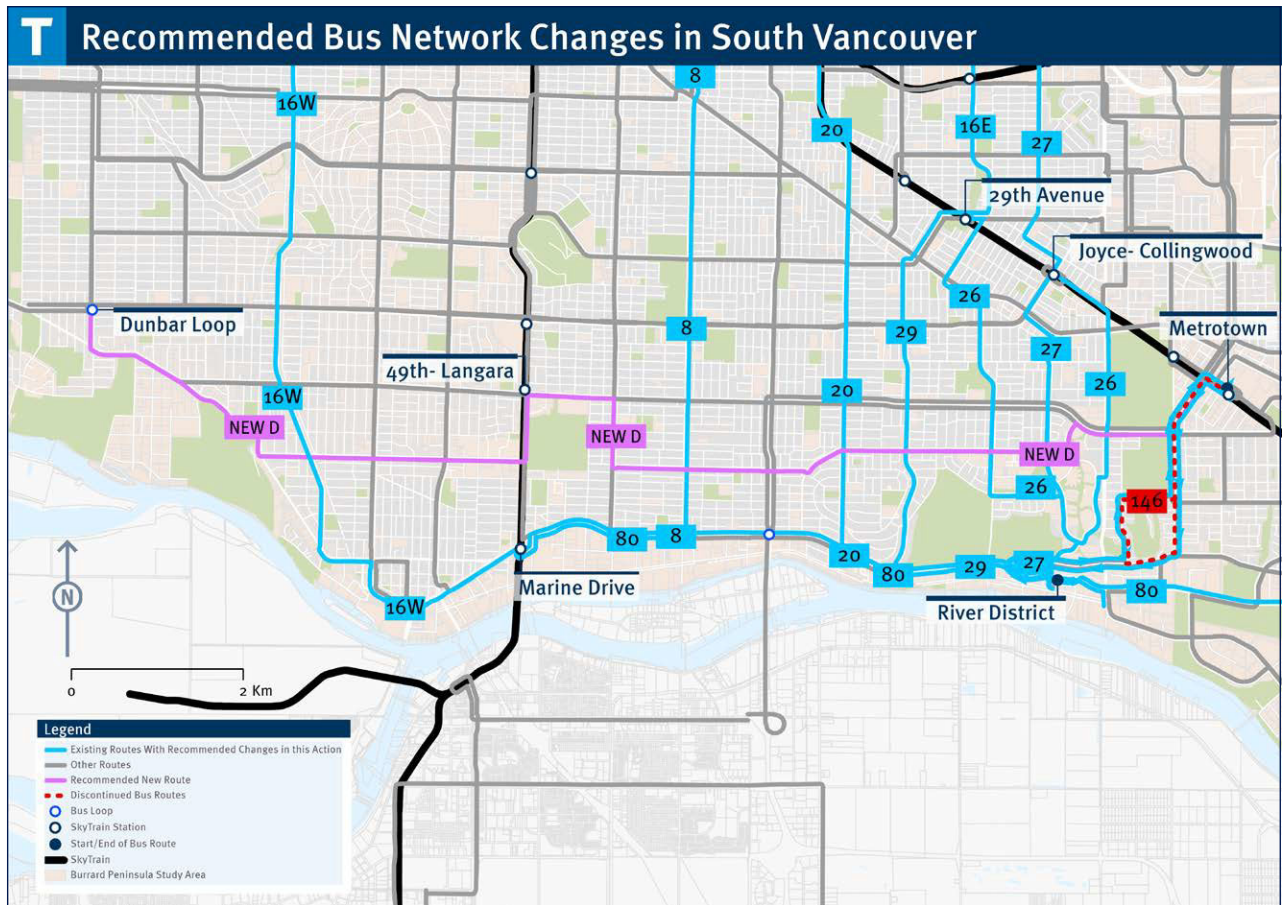 T Recommended Bus Network Changes in South Vancouver
8
16W
20
16E
27
29th Avenue
Joyce- Collingwood
Dunbar Loop
26
8
29
Metrotown
49th- Langara
27
16W
20
26
NEW D
NEW D
NEW D
26
146
80
8
20
80
29
27
80
Marine Drive
16W
River District
N
0
2 Km
Legend
Existing Routes With Recommended Changes in this Action
Other Routes
Recommended New Route
Discontinued Bus Routes
Bus Loop
SkyTrain Station
Start/End of Bus Route
SkyTrain
Burrard Peninsula Study Area